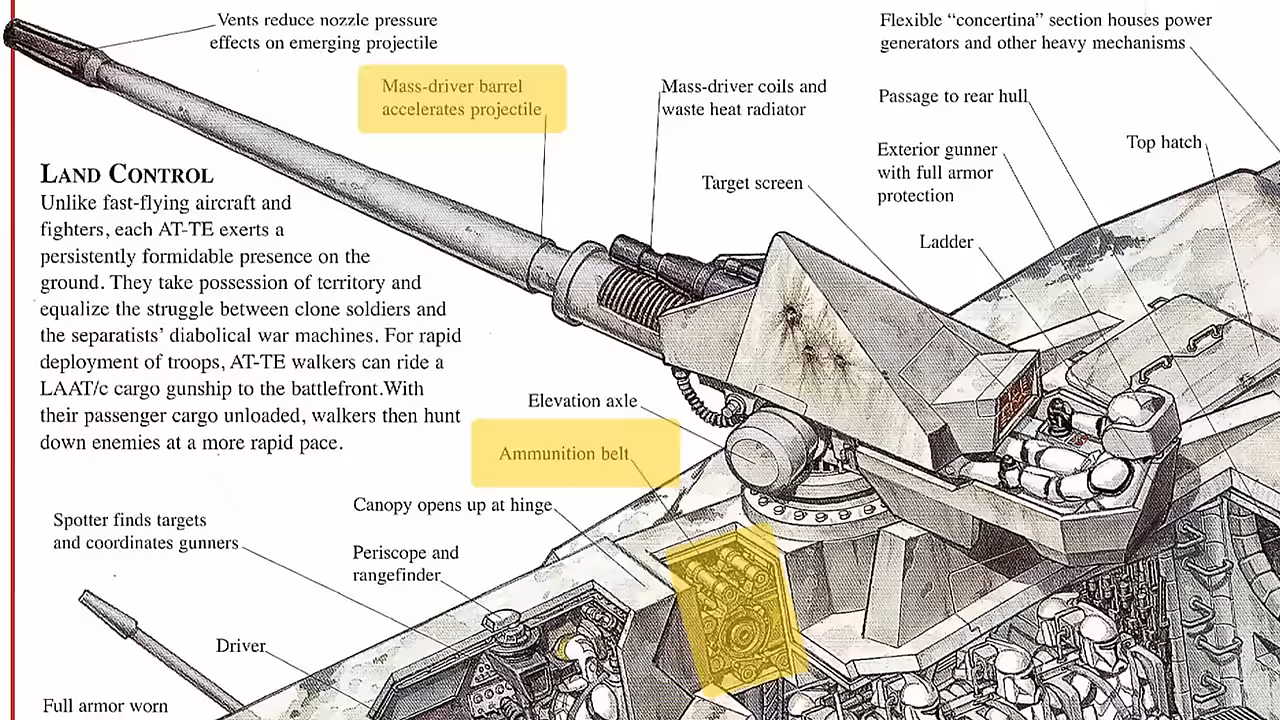 Vents reduce nozzle pressure
effects on emerging projectile
Mass-driver barrel
accelerates projectile
Mass-driver coils and
waste heat radiator
Flexible “concertina” section houses power
generators and other heavy mechanisms
Passage to rear hull
Exterior gunner
with full armor
protection
Top hatch
Target screen
Ladder
LAND CONTROL
Unlike fast-flying aircraft and
fighters, each AT-TE exerts a
persistently formidable presence on the
ground. They take possession of territory and
equalize the struggle between clone soldiers and
the separatists’ diabolical war machines. For rapid
deployment of troops, AT-TE walkers can ride a
LAAT/c cargo gunship to the battlefront.With
their passenger cargo unloaded, walkers then hunt
down enemies at a more rapid pace.
Elevation axle
Ammunition belt
Canopy opens up at hinge
Spotter finds targets
and coordinates gunners
Periscope and
rangefinder
Driver
Full armor worn